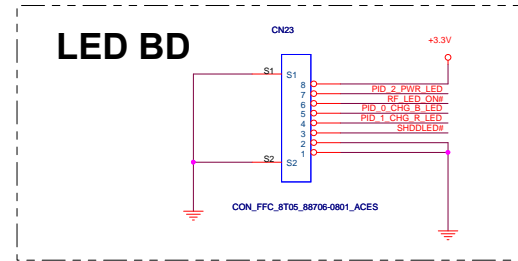 LED BD
CN23
+3.3V
S1
S1
8
7
PID_2_PWR_LED
6
RF_LED_ON#
5
PID_0_CHG_B_LED
4
PID_1_CHG_R_LED
3
SHDDLED#
2
1
S2
S2
CON_FFC_8T05_88706-0801_ACES